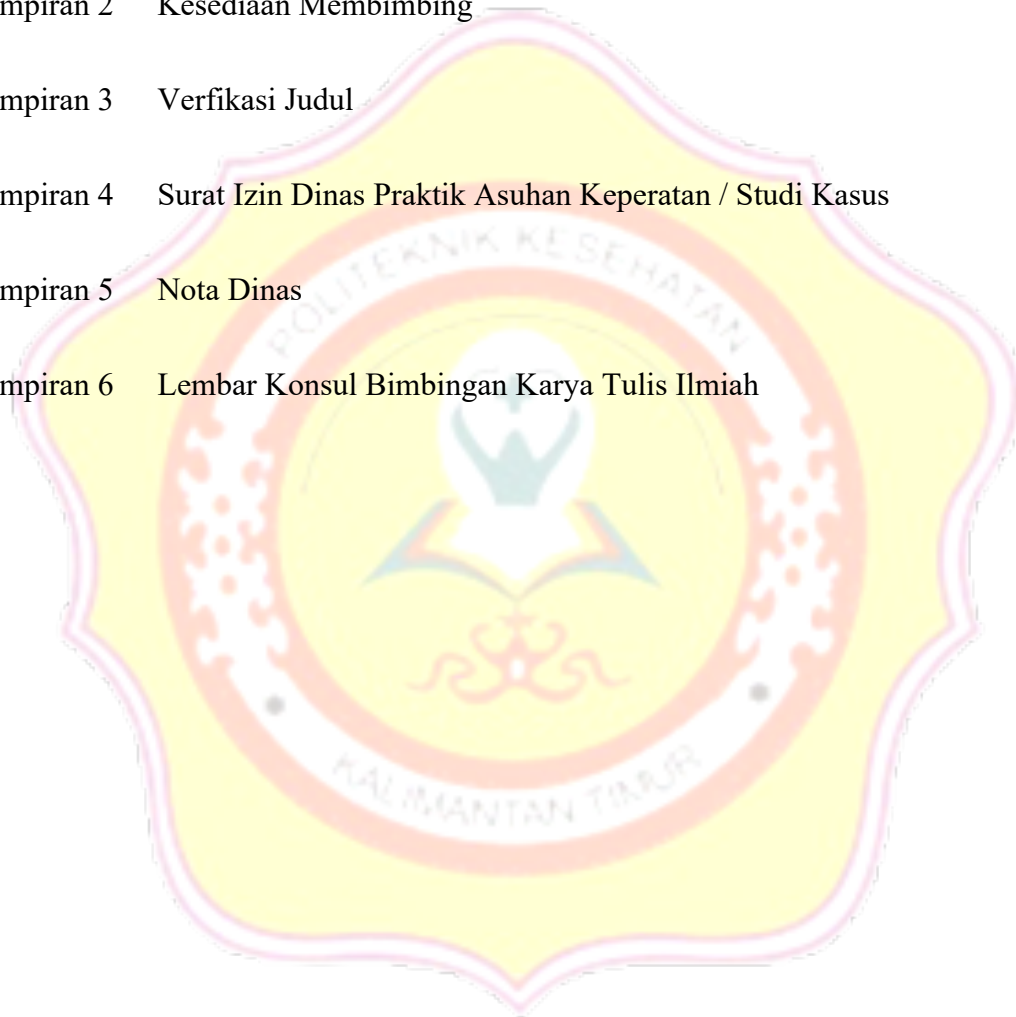 mpiran 2 Kesediaan Membimbing
mpiran 3 Verfikasi Judul
mpiran 4 Surat Izin Dinas Praktik Asuhan Keperatan / Studi Kasus
mpiran 5 Nota Dinas
mpiran 6 Lembar Konsul Bimbingan Karya Tulis Ilmiah
POLITEKNIK KESEHATAN
KALIMANTAN TIMUR